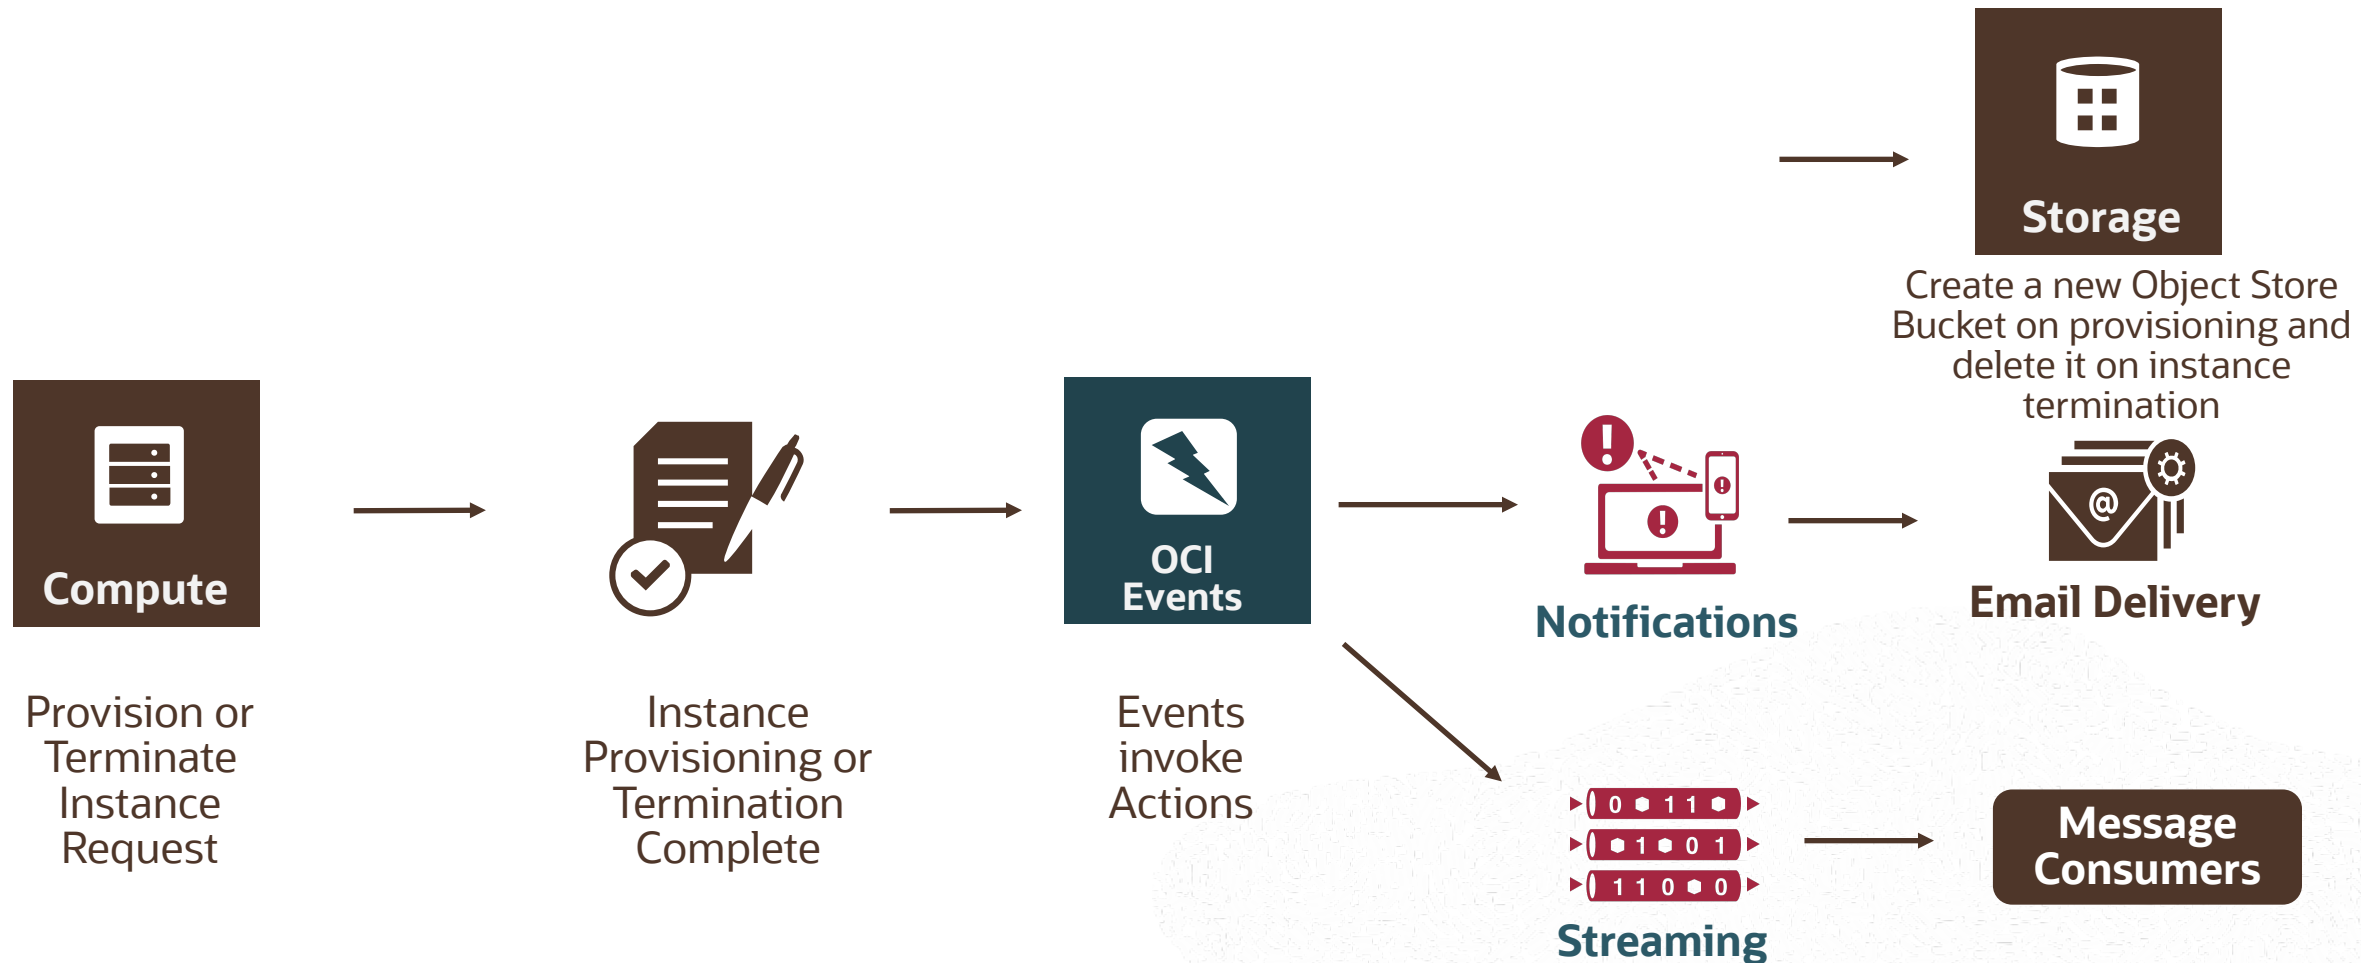 Storage
Create a new Object Store
Bucket on provisioning and
delete it on instance
termination
Compute
Provision or
Terminate
Instance
Request
Instance
Provisioning or
Termination
Complete
OCI
Events
Events
invoke
Actions
Notifications
@
Email Delivery
0 1 1
1 0 1
1 1 0 0
Streaming
Message
Consumers